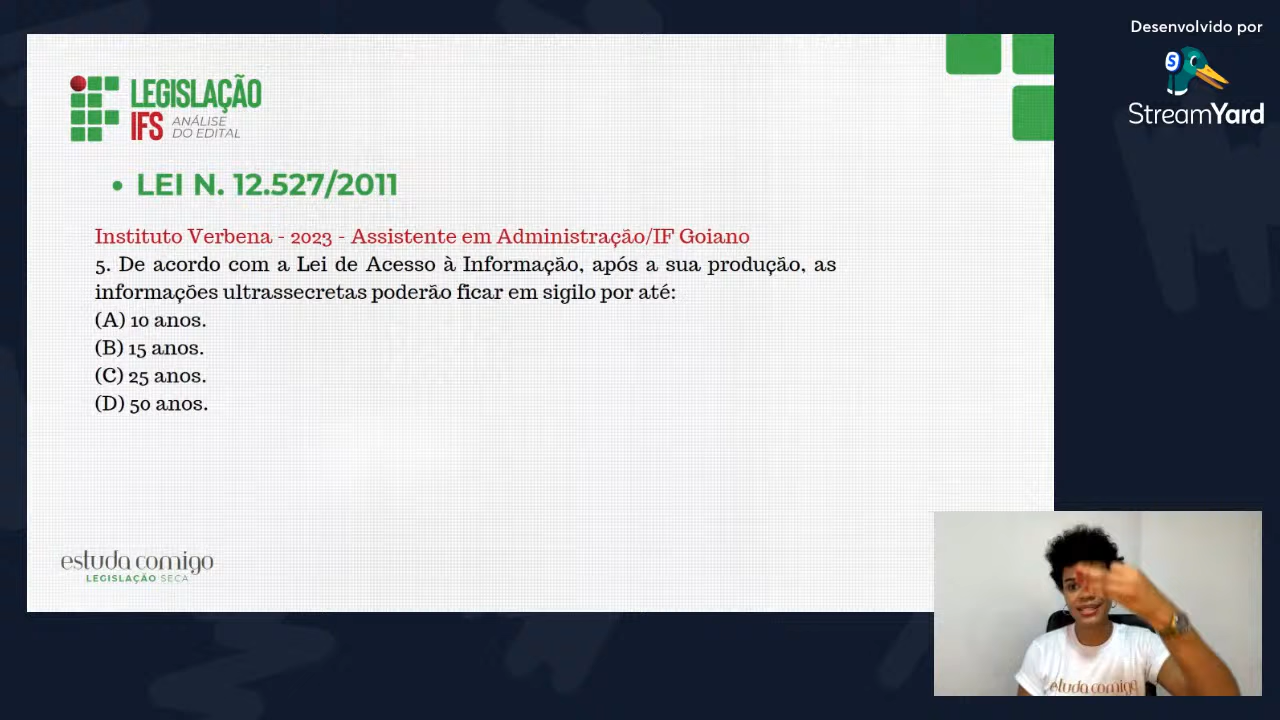 Desenvolvido por
StreamYard
LEGISLAÇÃO
IFS ANÁLISE
DO EDITAL
• LEI N. 12.527/2011
Instituto Verbena - 2023 - Assistente em Administração/IF Goiano
5. De acordo com a Lei de Acesso à Informação, após a sua produção, as
informações ultrassecretas poderão ficar em sigilo por até:
(A) 10 anos.
(B) 15 anos.
(C) 25 anos.
(D) 50 anos.
estuda comigo
LEGISLAÇÃO SECA
estuda comigo